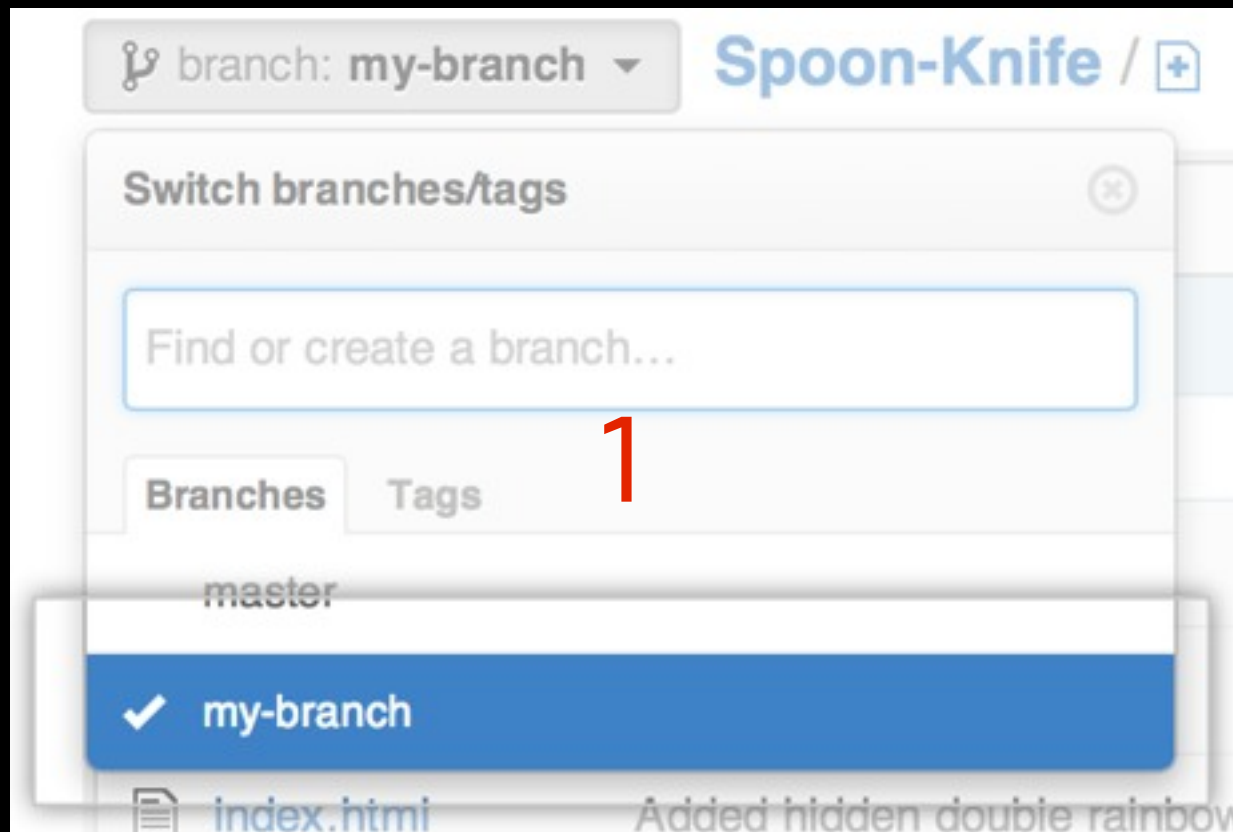 branch: my-branch Spoon-Knife /
Switch branches/tags
Find or create a branch...
1
Branches Tags
master
my-branch
index.html Added hidden double rainbow